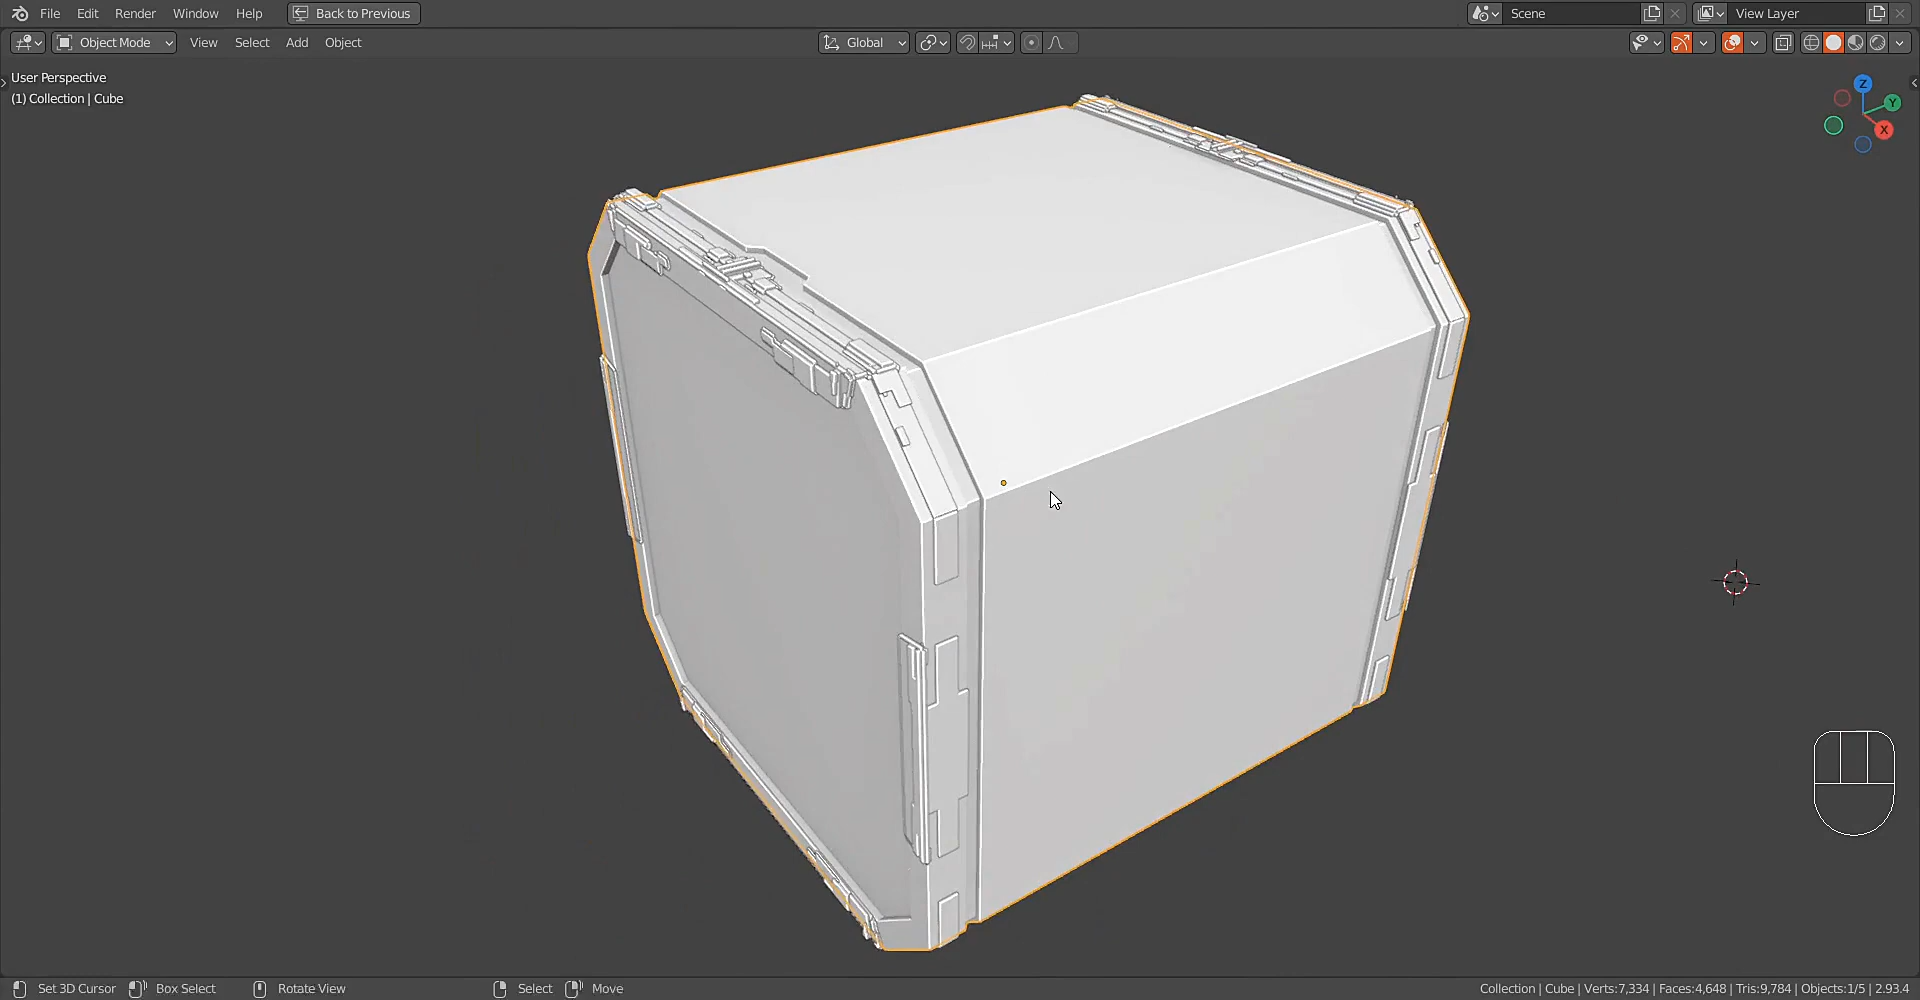 File Edit Render Window Help Back to Previous Scene View Layer
Object Mode View Select Add Object Global
User Perspective
(1) Collection | Cube
Z
Y
X
Set 3D Cursor Box Select Rotate View Select Move Collection | Cube | Verts:7,334 | Faces:4,648 | Tris:9,784 | Objects:1/5 | 2.93.4